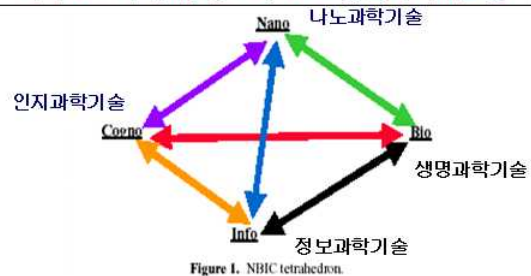 Nano 나노과학기술
인지과학기술
Cogno
Bio
생명과학기술
Info
정보과학기술
Figure 1. NBIC tetrahedron.